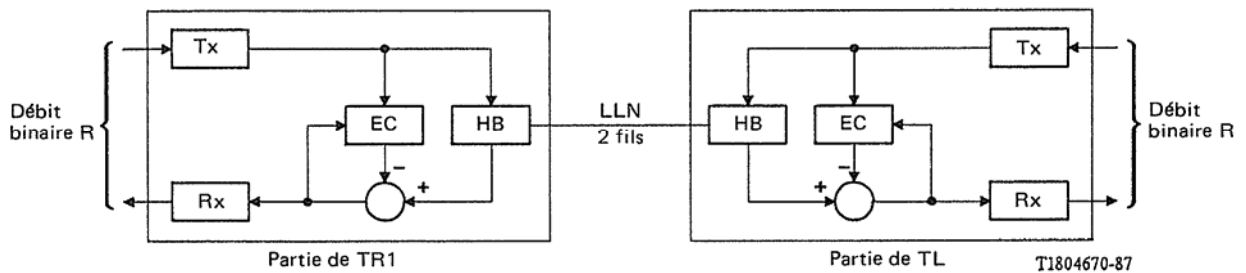 Tx
Tx
Débit
binaire R
EC
HB
LLN
2 fils
HB
EC
Débit
binaire R
−
+
+
−
Rx
Rx
Partie de TR1
Partie de TL
T1804670-87